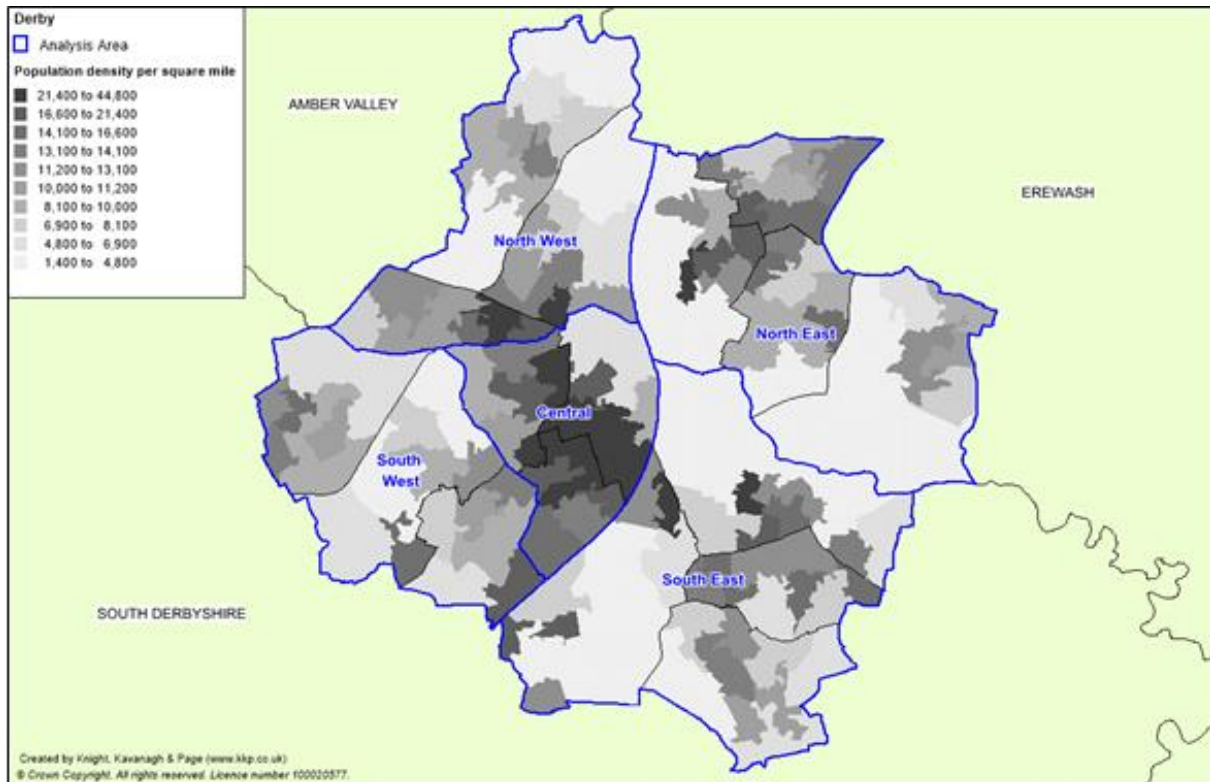 Derby
Analysis Area
Population density per square mile
21,400 to 44,800
16,600 to 21,400
14,100 to 16,600
13,100 to 14,100
11,200 to 13,100
10,000 to 11,200
8,100 to 10,000
6,900 to 8,100
4,800 to 6,900
1,400 to 4,800
AMBER VALLEY
EREWASH
North West
North East
Central
South
West
South East
SOUTH DERBYSHIRE
Created by Knight, Kavanagh & Page (www.kkp.co.uk)
© Crown Copyright. All rights reserved. Licence number 100020577.